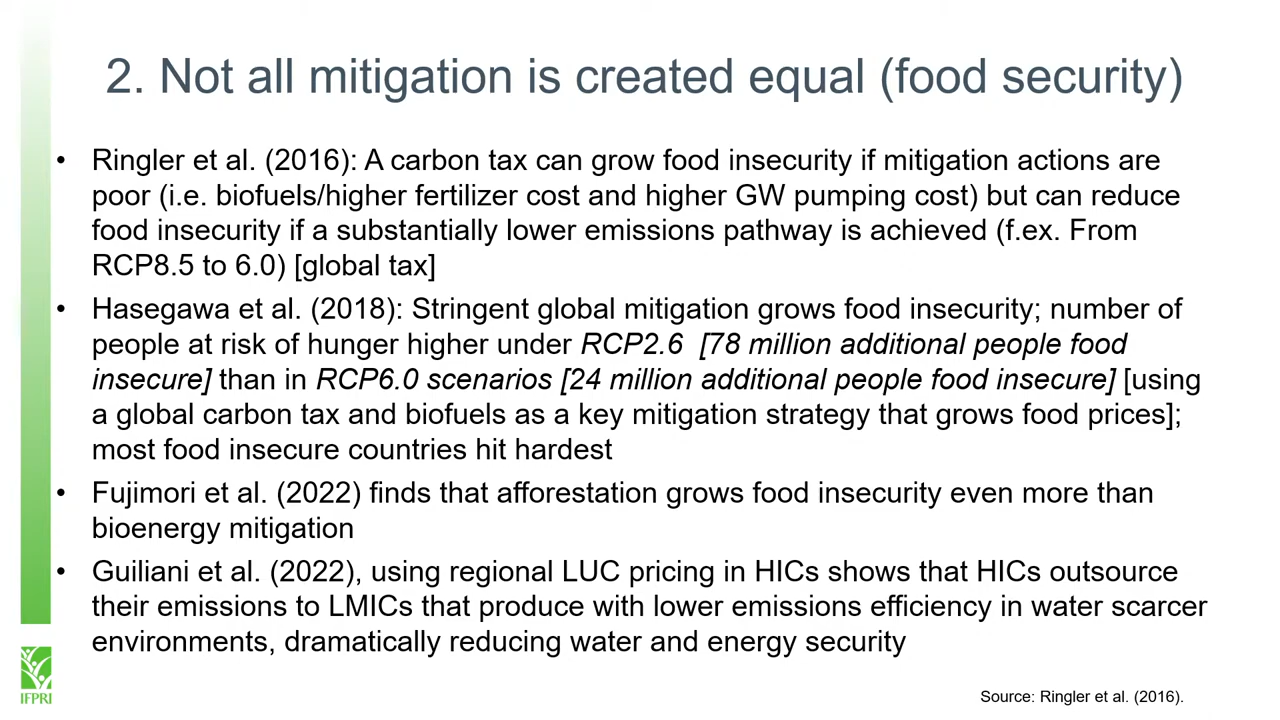 2. Not all mitigation is created equal (food security)
• Ringler et al. (2016): A carbon tax can grow food insecurity if mitigation actions are
poor (i.e. biofuels/higher fertilizer cost and higher GW pumping cost) but can reduce
food insecurity if a substantially lower emissions pathway is achieved (f.ex. From
RCP8.5 to 6.0) [global tax]
• Hasegawa et al. (2018): Stringent global mitigation grows food insecurity; number of
people at risk of hunger higher under RCP2.6 [78 million additional people food
insecure] than in RCP6.0 scenarios [24 million additional people food insecure] [using
a global carbon tax and biofuels as a key mitigation strategy that grows food prices];
most food insecure countries hit hardest
• Fujimori et al. (2022) finds that afforestation grows food insecurity even more than
bioenergy mitigation
• Guiliani et al. (2022), using regional LUC pricing in HICs shows that HICs outsource
their emissions to LMICs that produce with lower emissions efficiency in water scarcer
environments, dramatically reducing water and energy security
IFPRI
Source: Ringler et al. (2016).